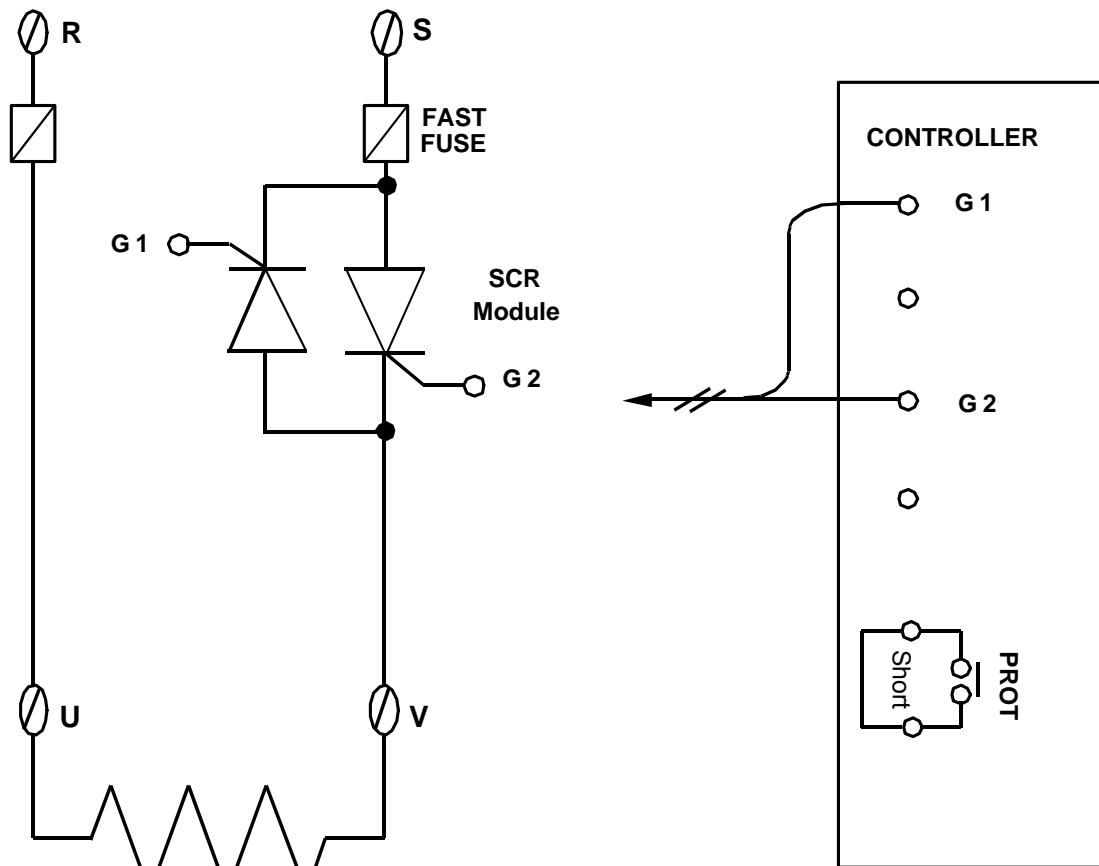 R
S
FAST
FUSE
CONTROLLER
G 1
G 1
SCR
Module
G 2
G 2
Short
PROT
U
V